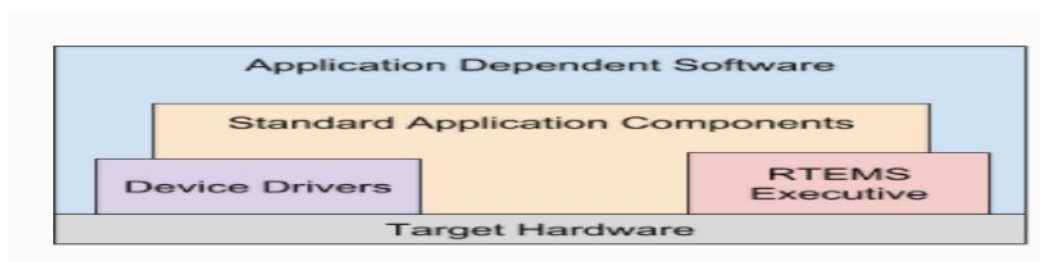 Application Dependent Software
Standard Application Components
Device Drivers
RTEMS
Executive
Target Hardware